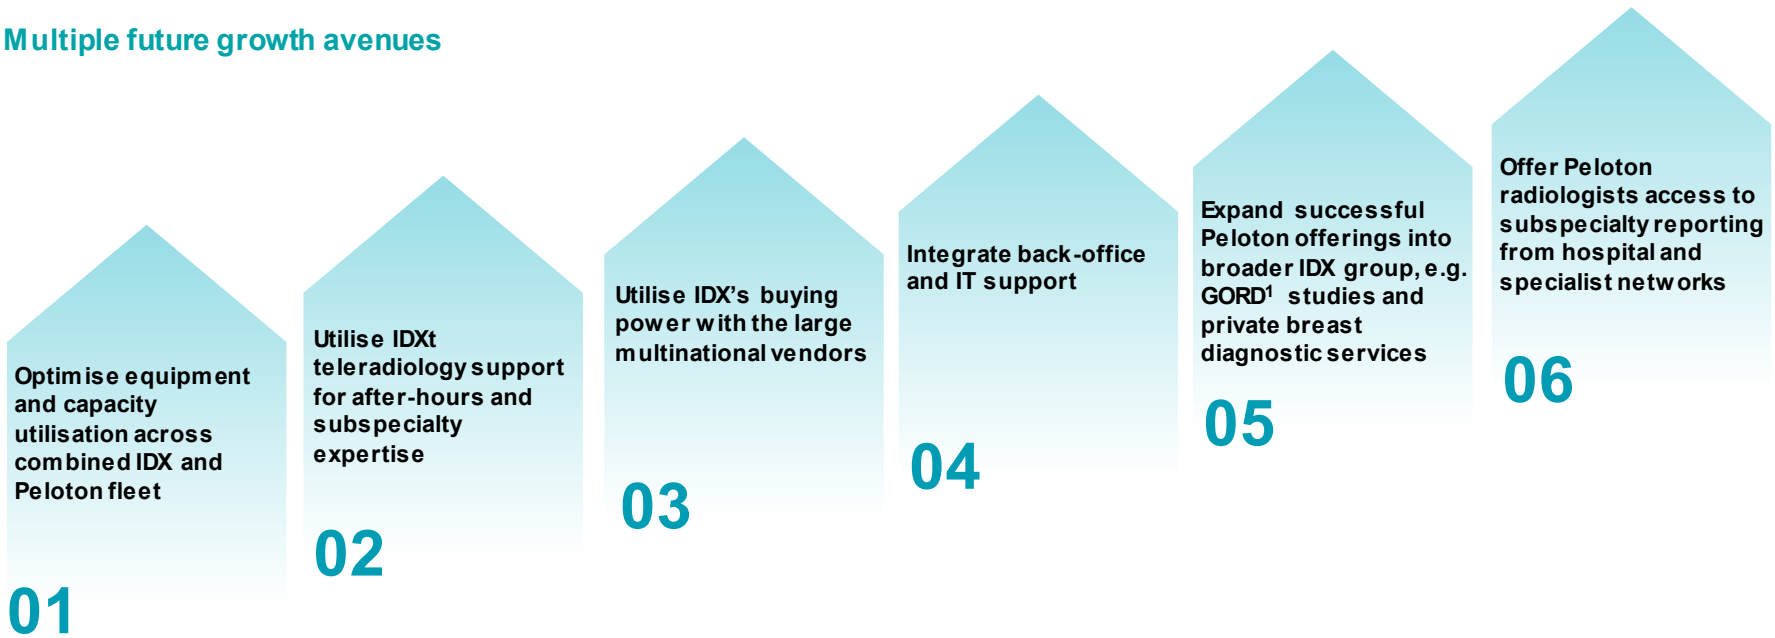 Multiple future growth avenues
Optimise equipment
and capacity
utilisation across
combined IDX and
Peloton fleet
01
Utilise IDXt
teleradiology support
for after-hours and
subspecialty
expertise
02
Utilise IDX’s buying
power with the large
multinational vendors
03
Integrate back-office
and IT support
04
Expand successful
Peloton offerings into
broader IDX group, e.g.
GORD¹ studies and
private breast
diagnostic services
05
Offer Peloton
radiologists access to
subspecialty reporting
from hospital and
specialist networks
06